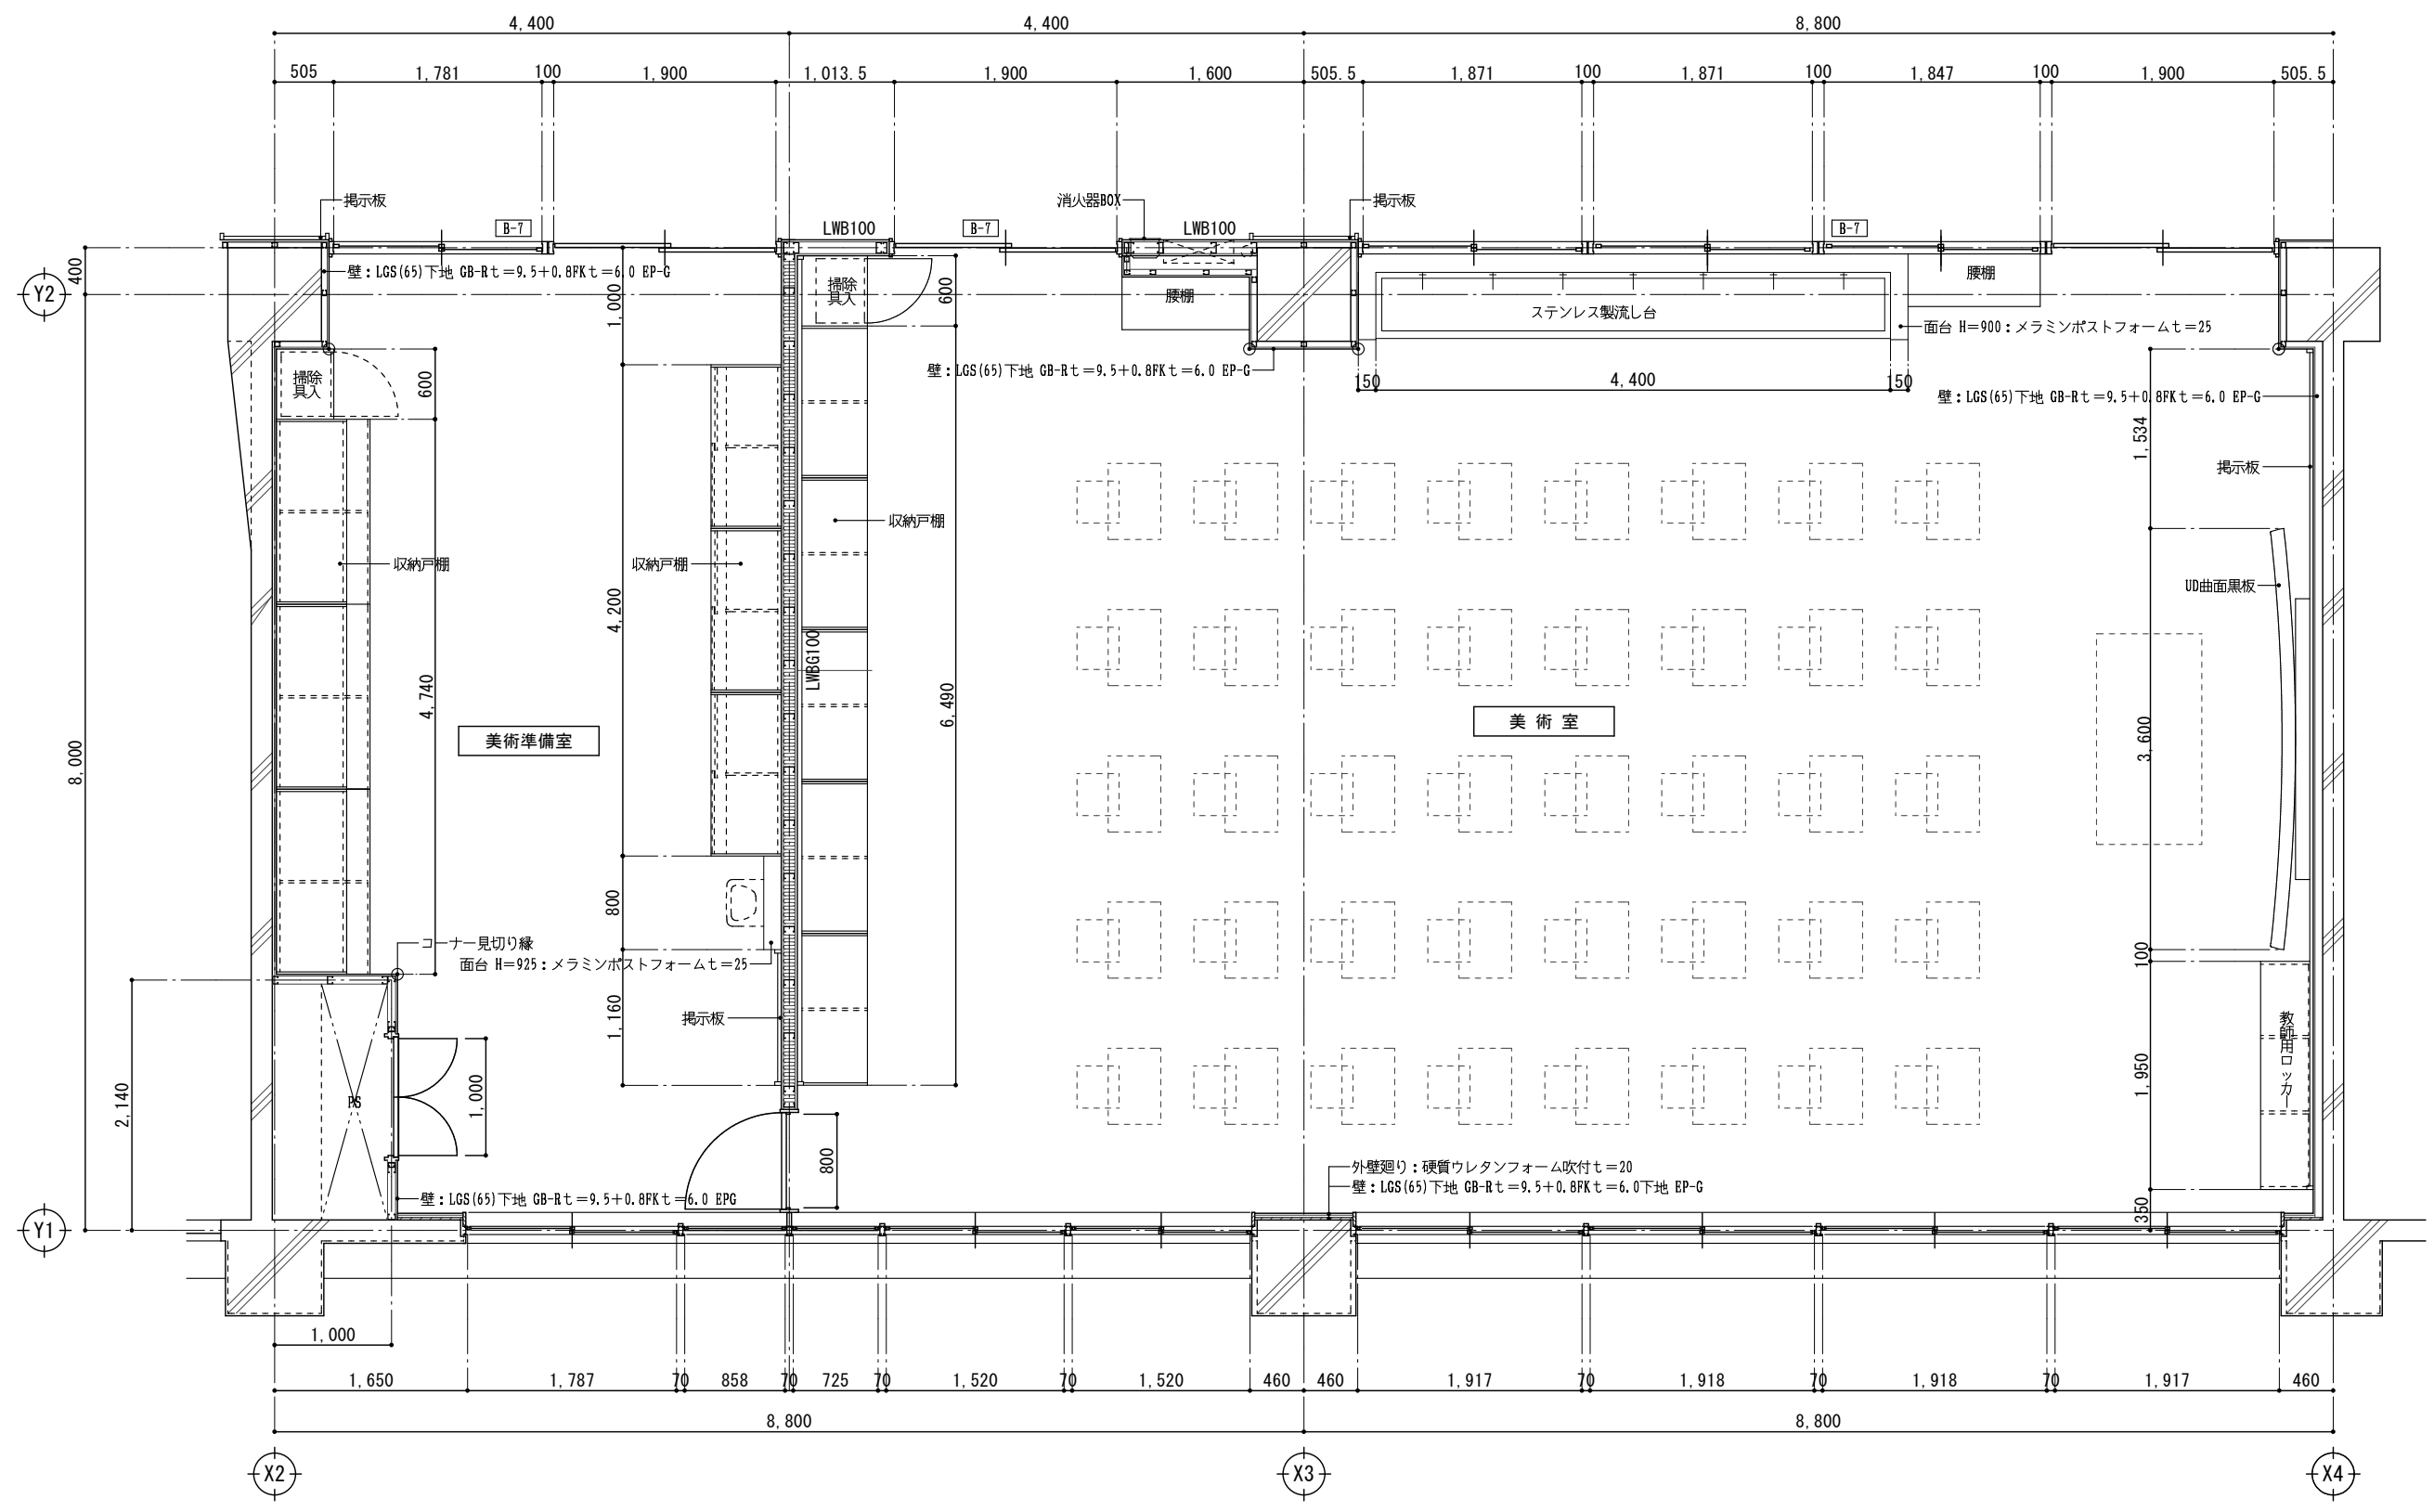 4,400
4,400
8,800
505
1,781
100
1,900
1,013.5
1,900
1,600
505.5
1,871
100
1,871
100
1,847
100
1,900
505.5
掲示板
B-7
LWB100
B-7
消火器BOX
LWB100
掲示板
B-7
Y2
400
壁：LGS(65)下地 GB-Rｔ＝9.5＋0.8FKｔ＝6.0 EP-G
1,000
掃除
具入
600
腰棚
腰棚
ステンレス製流し台
面台 H＝900：メラミンポストフォームｔ＝25
掃除
具入
600
壁：LGS(65)下地 GB-Rｔ＝9.5＋0.8FKｔ＝6.0 EP-G
150
4,400
150
壁：LGS(65)下地 GB-Rｔ＝9.5＋0.8FKｔ＝6.0 EP-G
1,534
掲示板
収納戸棚
収納戸棚
収納戸棚
UD曲面黒板
4,200
LWBG100
4,740
6,490
美術準備室
美 術 室
3,600
8,000
800
コーナー見切り縁
面台 H＝925：メラミンポストフォームｔ＝25
100
1,160
掲示板
教師用ロッカー
2,140
PS
1,000
1,950
800
外壁廻り：硬質ウレタンフォーム吹付ｔ＝20
壁：LGS(65)下地 GB-Rｔ＝9.5＋0.8FKｔ＝6.0下地 EP-G
壁：LGS(65)下地 GB-Rｔ＝9.5＋0.8FKｔ＝6.0 EPG
350
Y1
1,000
1,650
1,787
70
858
70
725
70
1,520
70
1,520
460
460
1,917
70
1,918
70
1,918
70
1,917
460
8,800
8,800
X2
X3
X4